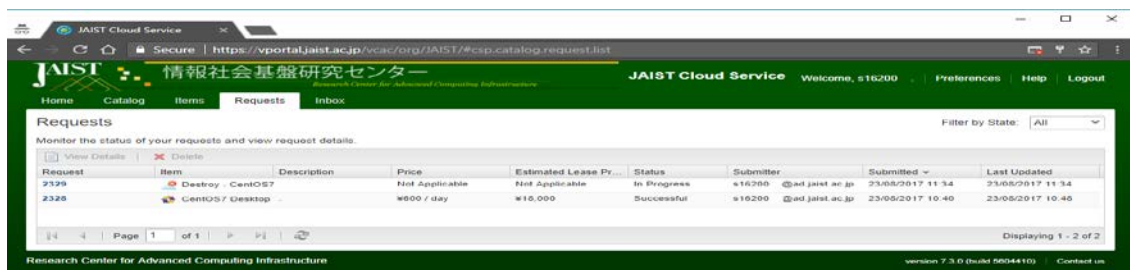 JAIST Cloud Service
Secure | https://vportal.jaist.ac.jp/vcac/org/JAIST/#csp.catalog.request.list
JAIST 情報社会基盤研究センター JAIST Cloud Service Welcome, s16200 . Preferences Help Logout
Research Center for Advanced Computing Infrastructure
Home Catalog Items Requests Inbox
Requests Filter by State: All
Monitor the status of your requests and view request details.
View Details Delete
Request Item Description Price Estimated Lease Pr... Status Submitter Submitted Last Updated
2329 Destroy . CentOS7 Not Applicable Not Applicable In Progress s16200 @ad.jaist.ac.jp 23/08/2017 11:34 23/08/2017 11:34
2328 CentOS7 Desktop . ¥600 / day ¥18,000 Successful s16200 @ad.jaist.ac.jp 23/08/2017 10:40 23/08/2017 10:46
Page 1 of 1 Displaying 1 - 2 of 2
Research Center for Advanced Computing Infrastructure version 7.3.0 (build 5604410) Contact us